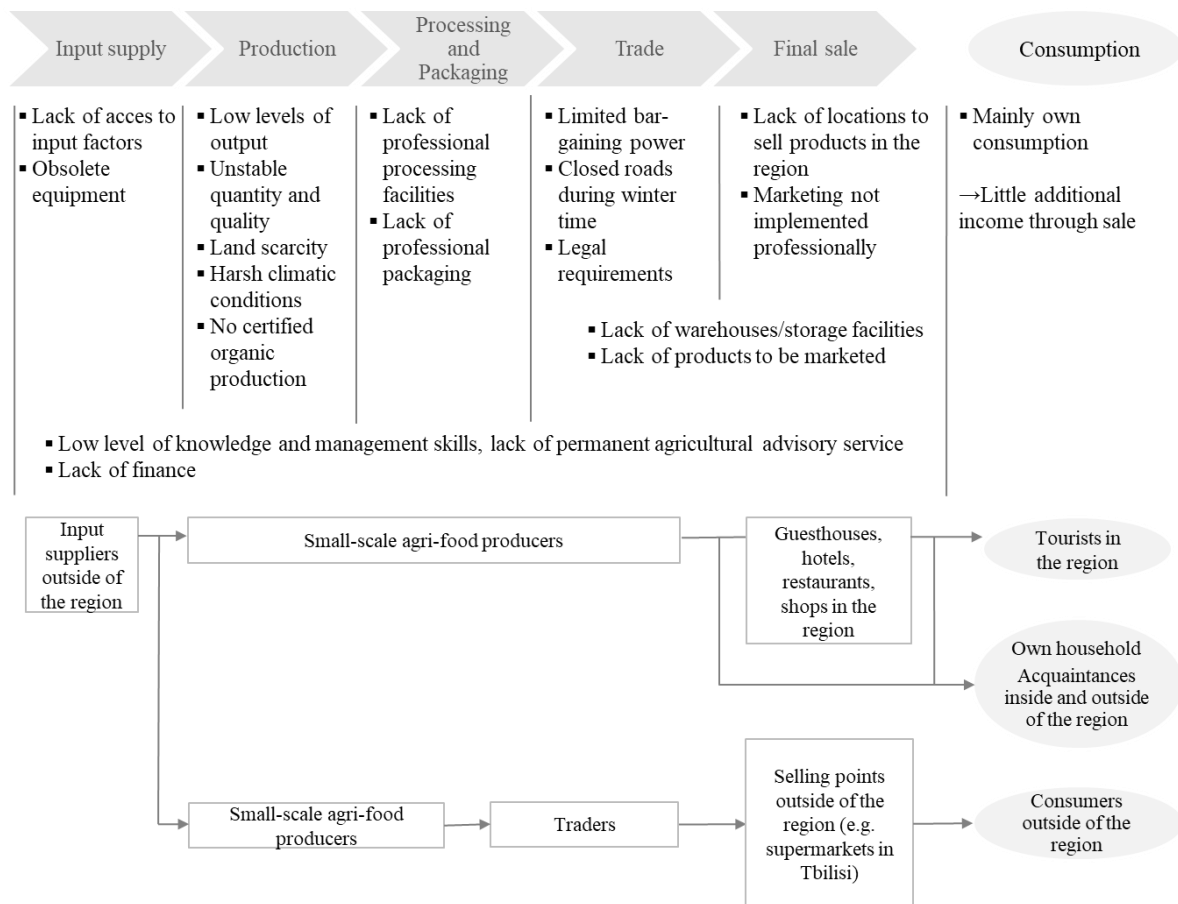 Input supply
Production
Processing
and
Packaging
Trade
Final sale
Consumption
▪ Lack of acces to
input factors
▪ Obsolete
equipment
▪ Low levels of
output
▪ Unstable
quantity and
quality
▪ Land scarcity
▪ Harsh climatic
conditions
▪ No certified
organic
production
▪ Lack of
professional
processing
facilities
▪ Lack of
professional
packaging
▪ Limited bar-
gaining power
▪ Closed roads
during winter
time
▪ Legal
requirements
▪ Lack of locations to
sell products in the
region
▪ Marketing not
implemented
professionally
▪ Mainly own
consumption
→Little additional
income through sale
▪ Lack of warehouses/storage facilities
▪ Lack of products to be marketed
▪ Low level of knowledge and management skills, lack of permanent agricultural advisory service
▪ Lack of finance
Input
suppliers
outside of
the region
Small-scale agri-food producers
Guesthouses,
hotels,
restaurants,
shops in the
region
Tourists in
the region
Own household
Acquaintances
inside and outside
of the region
Small-scale agri-food
producers
Traders
Selling points
outside of the
region (e.g.
supermarkets in
Tbilisi)
Consumers
outside of the
region